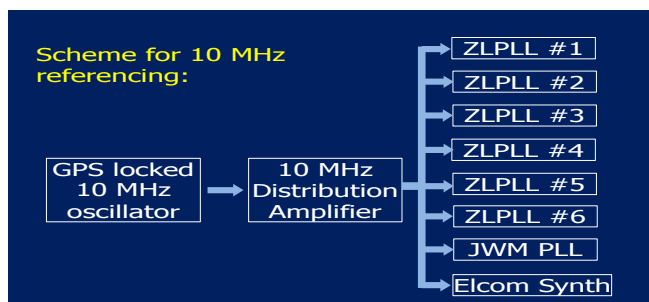 Scheme for 10 MHz
referencing:
GPS locked
10 MHz
oscillator
10 MHz
Distribution
Amplifier
ZLPLL #1
ZLPLL #2
ZLPLL #3
ZLPLL #4
ZLPLL #5
ZLPLL #6
JWM PLL
Elcom Synth